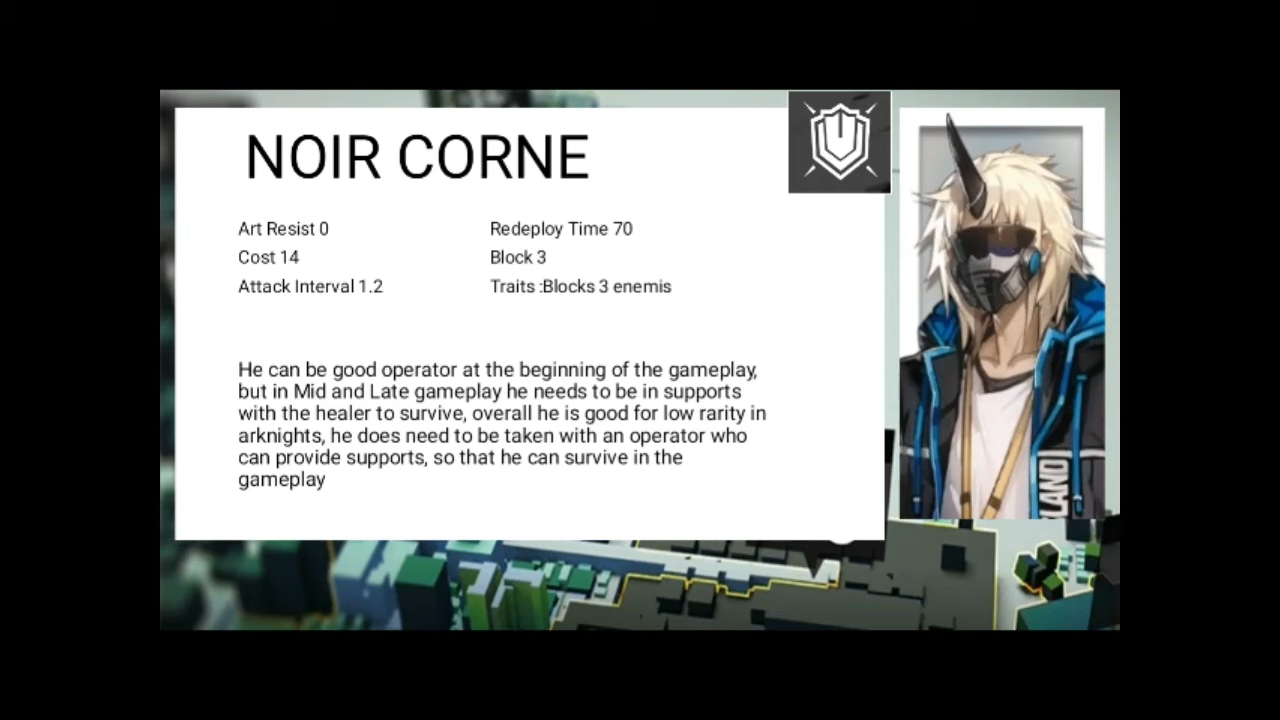 NOIR CORNE
Art Resist 0
Redeploy Time 70
Cost 14
Block 3
Attack Interval 1.2
Traits :Blocks 3 enemis
He can be good operator at the beginning of the gameplay,
but in Mid and Late gameplay he needs to be in supports
with the healer to survive, overall he is good for low rarity in
arknights, he does need to be taken with an operator who
can provide supports, so that he can survive in the
gameplay
LAND